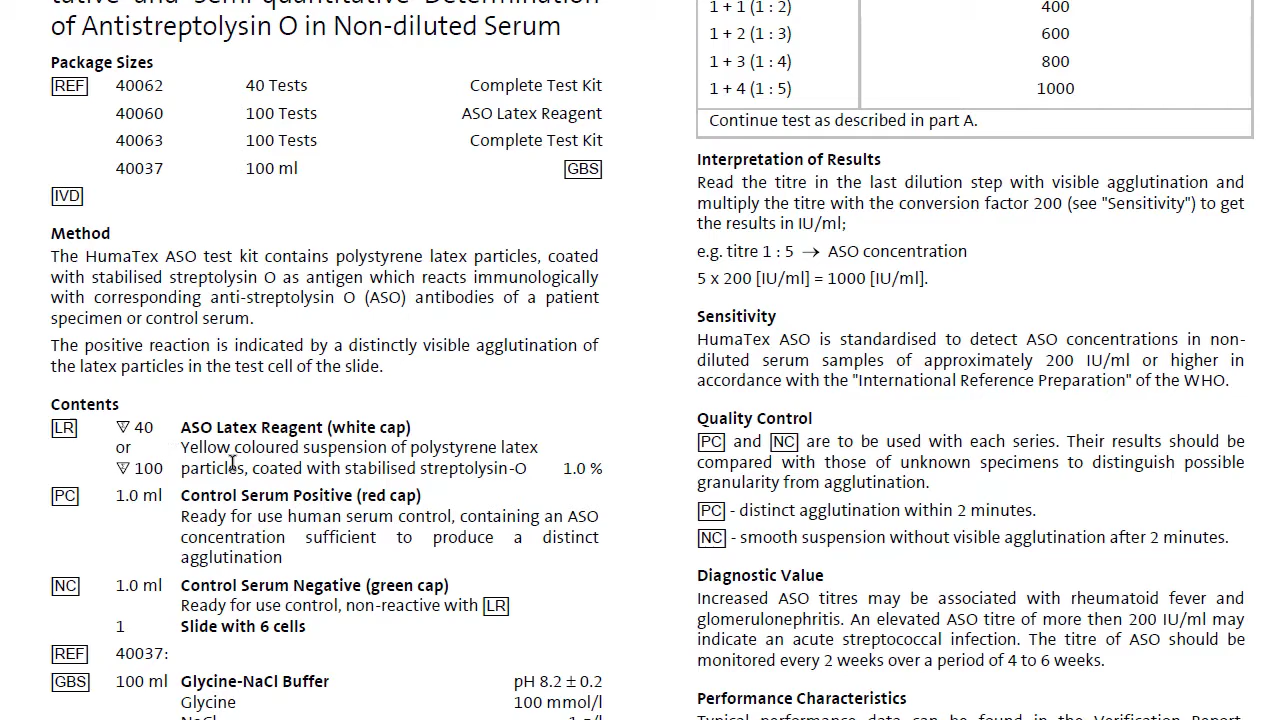 tative and Semi-quantitative Determination
of Antistreptolysin O in Non-diluted Serum
Package Sizes
REF 40062 40 Tests Complete Test Kit
40060 100 Tests ASO Latex Reagent
40063 100 Tests Complete Test Kit
40037 100 ml GBS
IVD
Method
The HumaTex ASO test kit contains polystyrene latex particles, coated
with stabilised streptolysin O as antigen which reacts immunologically
with corresponding anti-streptolysin O (ASO) antibodies of a patient
specimen or control serum.
The positive reaction is indicated by a distinctly visible agglutination of
the latex particles in the test cell of the slide.
Contents
LR 40 ASO Latex Reagent (white cap)
or Yellow coloured suspension of polystyrene latex
100 particles, coated with stabilised streptolysin-O 1.0 %
PC 1.0 ml Control Serum Positive (red cap)
Ready for use human serum control, containing an ASO
concentration sufficient to produce a distinct
agglutination
NC 1.0 ml Control Serum Negative (green cap)
Ready for use control, non-reactive with LR
1 Slide with 6 cells
REF 40037:
GBS 100 ml Glycine-NaCl Buffer pH 8.2 ± 0.2
Glycine 100 mmol/l
NaCl 1 g/l
1 + 1 (1 : 2) 400
1 + 2 (1 : 3) 600
1 + 3 (1 : 4) 800
1 + 4 (1 : 5) 1000
Continue test as described in part A.
Interpretation of Results
Read the titre in the last dilution step with visible agglutination and
multiply the titre with the conversion factor 200 (see "Sensitivity") to get
the results in IU/ml;
e.g. titre 1 : 5 → ASO concentration
5 x 200 [IU/ml] = 1000 [IU/ml].
Sensitivity
HumaTex ASO is standardised to detect ASO concentrations in non-
diluted serum samples of approximately 200 IU/ml or higher in
accordance with the "International Reference Preparation" of the WHO.
Quality Control
PC and NC are to be used with each series. Their results should be
compared with those of unknown specimens to distinguish possible
granularity from agglutination.
PC - distinct agglutination within 2 minutes.
NC - smooth suspension without visible agglutination after 2 minutes.
Diagnostic Value
Increased ASO titres may be associated with rheumatoid fever and
glomerulonephritis. An elevated ASO titre of more then 200 IU/ml may
indicate an acute streptococcal infection. The titre of ASO should be
monitored every 2 weeks over a period of 4 to 6 weeks.
Performance Characteristics
Typical performance data can be found in the Verification Report,